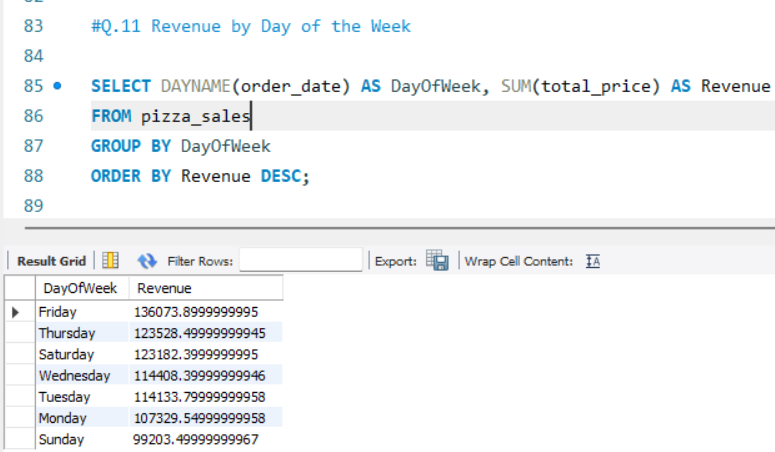 83 #Q.11 Revenue by Day of the Week
84
85 SELECT DAYNAME(order_date) AS DayOfWeek, SUM(total_price) AS Revenue
86 FROM pizza_sales
87 GROUP BY DayOfWeek
88 ORDER BY Revenue DESC;
89
Result Grid Filter Rows: Export: Wrap Cell Content: IA
DayOfWeek Revenue
Friday 136073.8999999995
Thursday 123528.49999999945
Saturday 123182.3999999995
Wednesday 114408.39999999946
Tuesday 114133.79999999958
Monday 107329.54999999958
Sunday 99203.49999999967